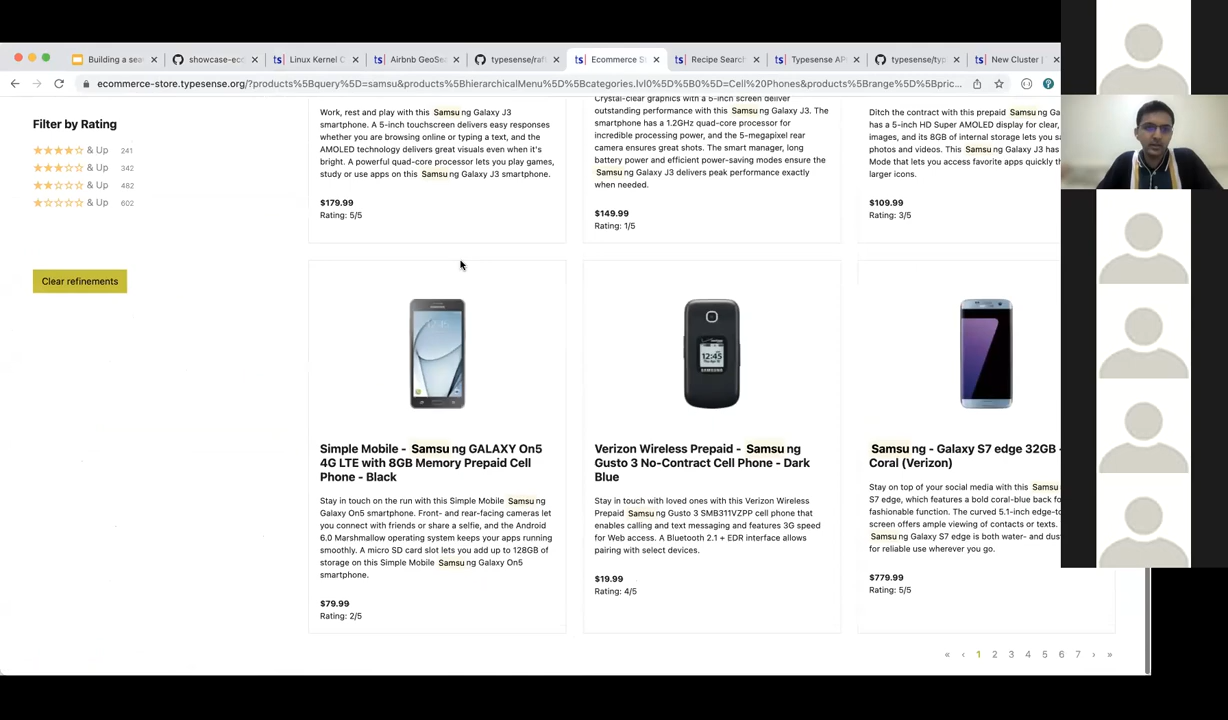 Building a sea
showcase-eco
Linux Kernel C
Airbnb GeoSea
typesense/raf
Ecommerce S
Recipe Search
Typesense AP
typesense/typ
New Cluster |
ecommerce-store.typesense.org/?products%5Bquery%5D=samsu&products%5BhierarchicalMenu%5D%5Bcategories.lvl0%5D%5B0%5D=Cell%20Phones&products%5Brange%5D%5Bpric...
Filter by Rating
& Up 241
& Up 342
& Up 462
& Up 602
Clear refinements
Work, rest and play with this Samsung Galaxy J3
smartphone. A 5-inch touchscreen delivers easy responses
whether you are browsing online or typing a text, and the
AMOLED technology delivers great visuals even when it's
bright. A powerful quad-core processor lets you play games,
study or use apps on this Samsung Galaxy J3 smartphone.
$179.99
Rating: 5/5
Crystal-clear graphics with a 5-inch screen deliver
outstanding performance with this Samsung Galaxy J3. The
smartphone has a 1.2GHz quad-core processor for
incredible processing power, and the 5-megapixel rear
camera ensures great shots. The smart manager, long
battery power and efficient power-saving modes ensure the
Samsung Galaxy J3 delivers peak performance exactly
when needed.
$149.99
Rating: 1/5
Ditch the contract with this prepaid Samsung Ga
has a 5-inch HD Super AMOLED display for clear,
images, and its 8GB of internal storage lets you s
photos and videos. This Samsung Galaxy J3 has
Mode that lets you access favorite apps quickly
larger icons.
$109.99
Rating: 3/5
SAMSUNG
12:45
SAMSUNG
Simple Mobile - Samsung GALAXY On5
4G LTE with 8GB Memory Prepaid Cell
Phone - Black
Stay in touch on the run with this Simple Mobile Samsung
Galaxy On5 smartphone. Front- and rear-facing cameras let
you connect with friends or share a selfie, and the Android
6.0 Marshmallow operating system keeps your apps running
smoothly. A micro SD card slot lets you add up to 128GB of
storage on this Simple Mobile Samsung Galaxy On5
smartphone.
$79.99
Rating: 2/5
Verizon Wireless Prepaid - Samsung
Gusto 3 No-Contract Cell Phone - Dark
Blue
Stay in touch with loved ones with this Verizon Wireless
Prepaid Samsung Gusto 3 SMB311VZPP cell phone that
enables calling and text messaging and features 3G speed
for Web access. A Bluetooth 2.1 + EDR interface allows
pairing with select devices.
$19.99
Rating: 4/5
Samsung - Galaxy S7 edge 32GB -
Coral (Verizon)
Stay on top of your social media with this Samsu
S7 edge, which features a bold coral-blue back fo
fashionable function. The curved 5.1-inch edge-to
screen offers ample viewing of contacts or texts.
Samsung Galaxy S7 edge is both water- and dus
for reliable use wherever you go.
$779.99
Rating: 5/5
« ‹ 1 2 3 4 5 6 7 › »